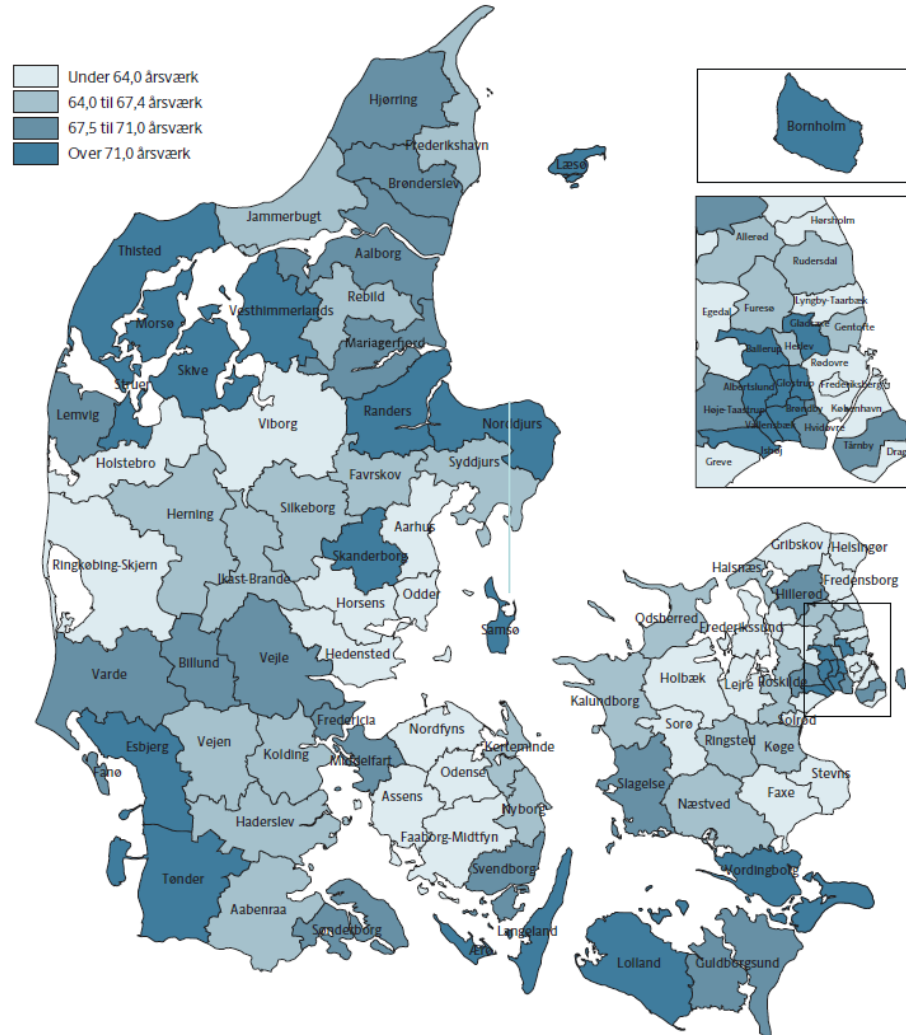 Under 64,0 årsværk
64,0 til 67,4 årsværk
67,5 til 71,0 årsværk
Over 71,0 årsværk
Hjørring
Frederikshavn
Brønderslev
Læsø
Jammerbugt
Thisted
Aalborg
Rebild
Vesthimmerlands
Morsø
Mariagerfjord
Skive
Struer
Lemvig
Randers
Norddjurs
Viborg
Holstebro
Syddjurs
Favrskov
Silkeborg
Herning
Aarhus
Skanderborg
Ringkøbing-Skjern
Ikast-Brande
Odder
Horsens
Samsø
Hedensted
Vejle
Billund
Varde
Fredericia
Esbjerg
Vejen
Kolding
Middelfart
Fanø
Nordfyns
Kerteminde
Odense
Assens
Nyborg
Haderslev
Faaborg-Midtfyn
Svendborg
Tønder
Aabenraa
Sønderborg
Langeland
Ærø
Bornholm
Hørsholm
Allerød
Rudersdal
Lyngby-Taarbæk
Egedal
Furesø
Gladsaxe
Gentofte
Ballerup
Herlev
Rødovre
Albertslund
Glostrup
Frederiksberg
Høje-Taastrup
Brøndby
København
Vallensbæk
Hvidovre
Tårnby
Ishøj
Drag
Greve
Gribskov
Helsingør
Halsnæs
Hillerød
Fredensborg
Odsherred
Frederikssund
Holbæk
Lejre
Roskilde
Kalundborg
Solrød
Sorø
Ringsted
Køge
Stevns
Slagelse
Næstved
Faxe
Vordingborg
Lolland
Guldborgsund